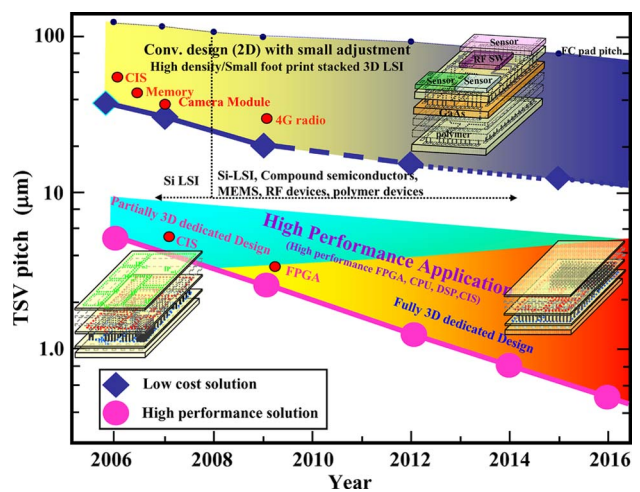 100
10
1.0
TSV pitch (μm)
Conv. design (2D) with small adjustment
High density/Small foot print stacked 3D LSI
FC pad pitch
Sensor
RF SW
Sensor
Sensor
GaAs
polymer
CIS
Memory
Camera Module
4G radio
Si LSI
Si-LSI, Compound semiconductors,
MEMS, RF devices, polymer devices
Partially 3D dedicated Design
CIS
High Performance Application
(High performance FPGA, CPU, DSP,CIS)
FPGA
Fully 3D dedicated Design
Low cost solution
High performance solution
2006 2008 2010 2012 2014 2016
Year